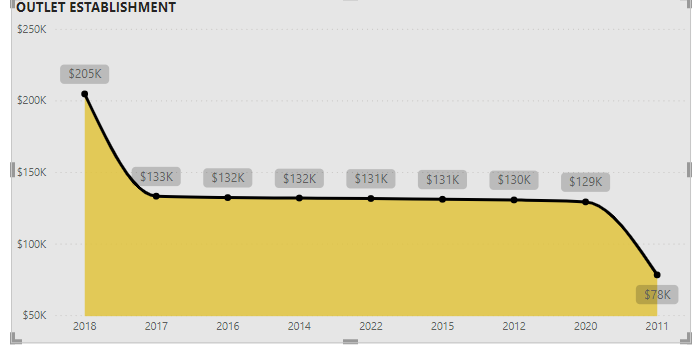 OUTLET ESTABLISHMENT
$250K
$205K
$200K
$150K
$133K $132K $132K $131K $131K $130K $129K
$100K
$78K
$50K
2018 2017 2016 2014 2022 2015 2012 2020 2011